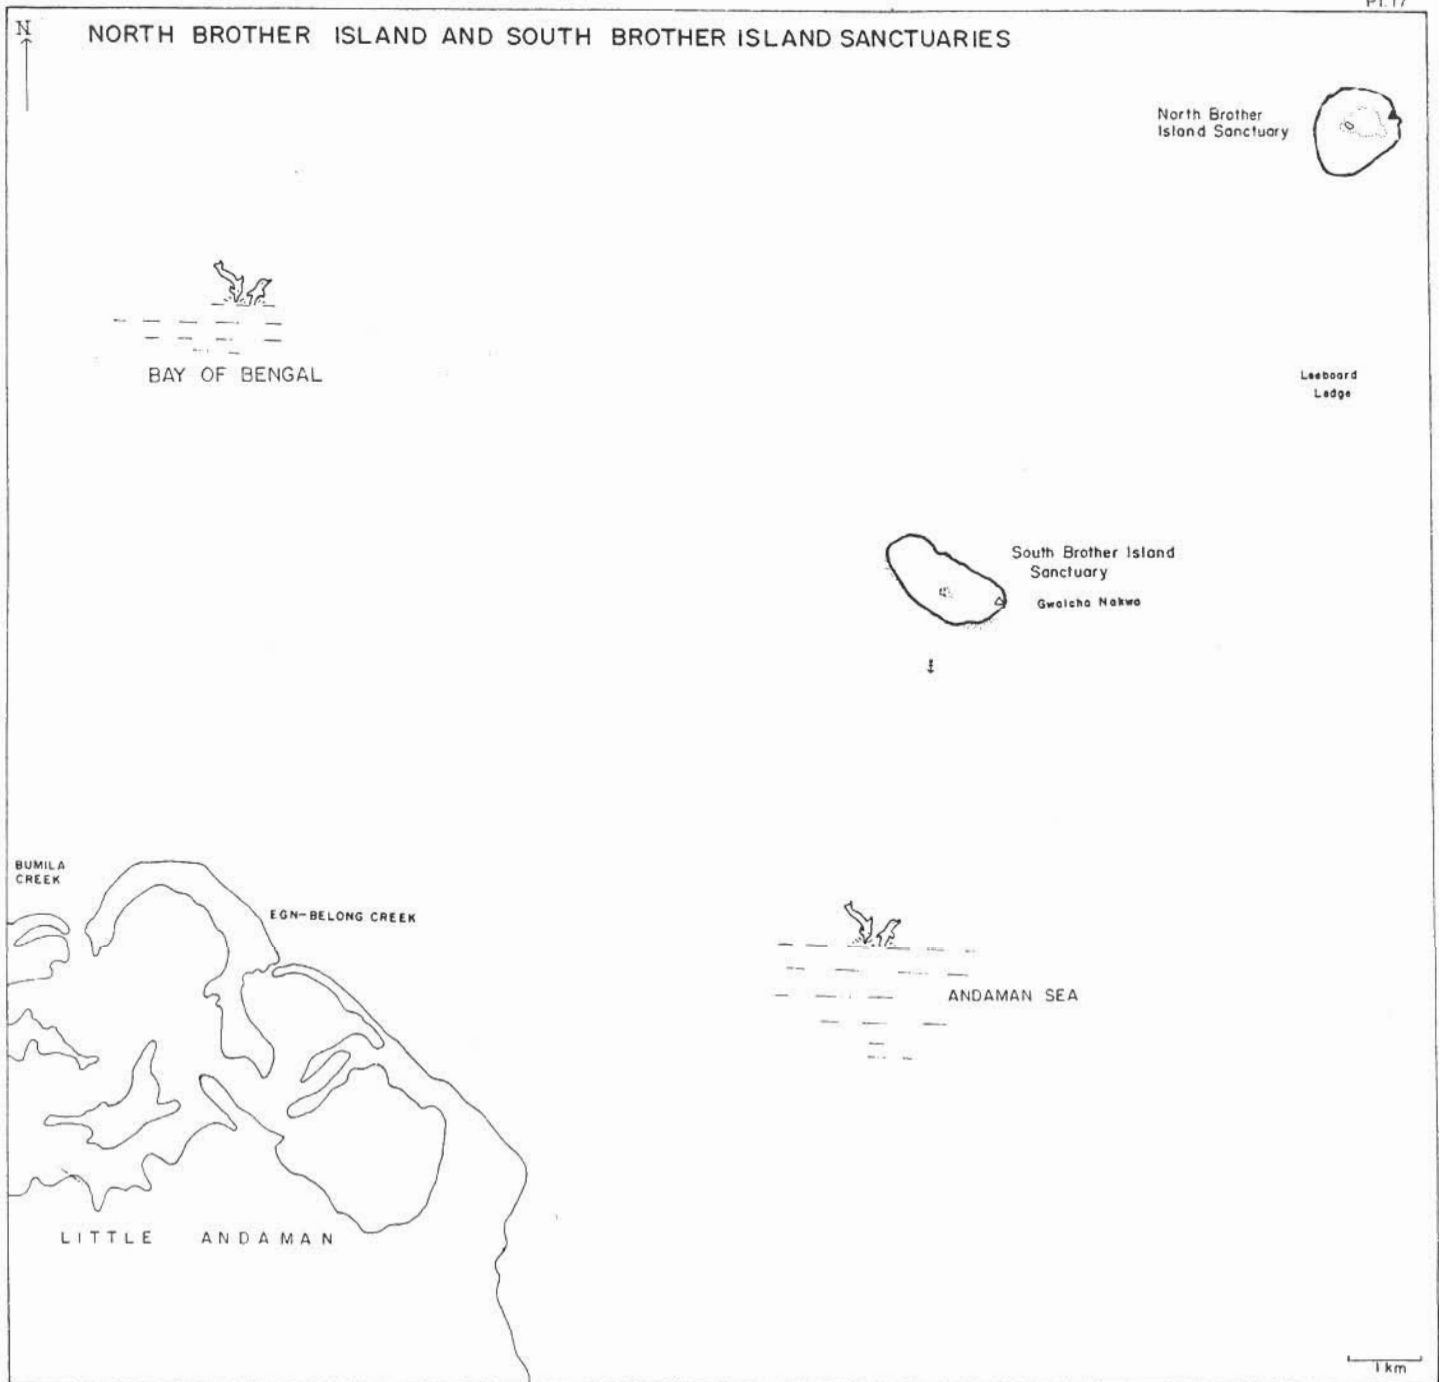 N
NORTH BROTHER ISLAND AND SOUTH BROTHER ISLAND SANCTUARIES
North Brother
Island Sanctuary
BAY OF BENGAL
Leeboard
Ledge
South Brother Island
Sanctuary
Gwalcha Nakwa
BUMILA
CREEK
EGN-BELONG CREEK
ANDAMAN SEA
LITTLE ANDAMAN
1 km